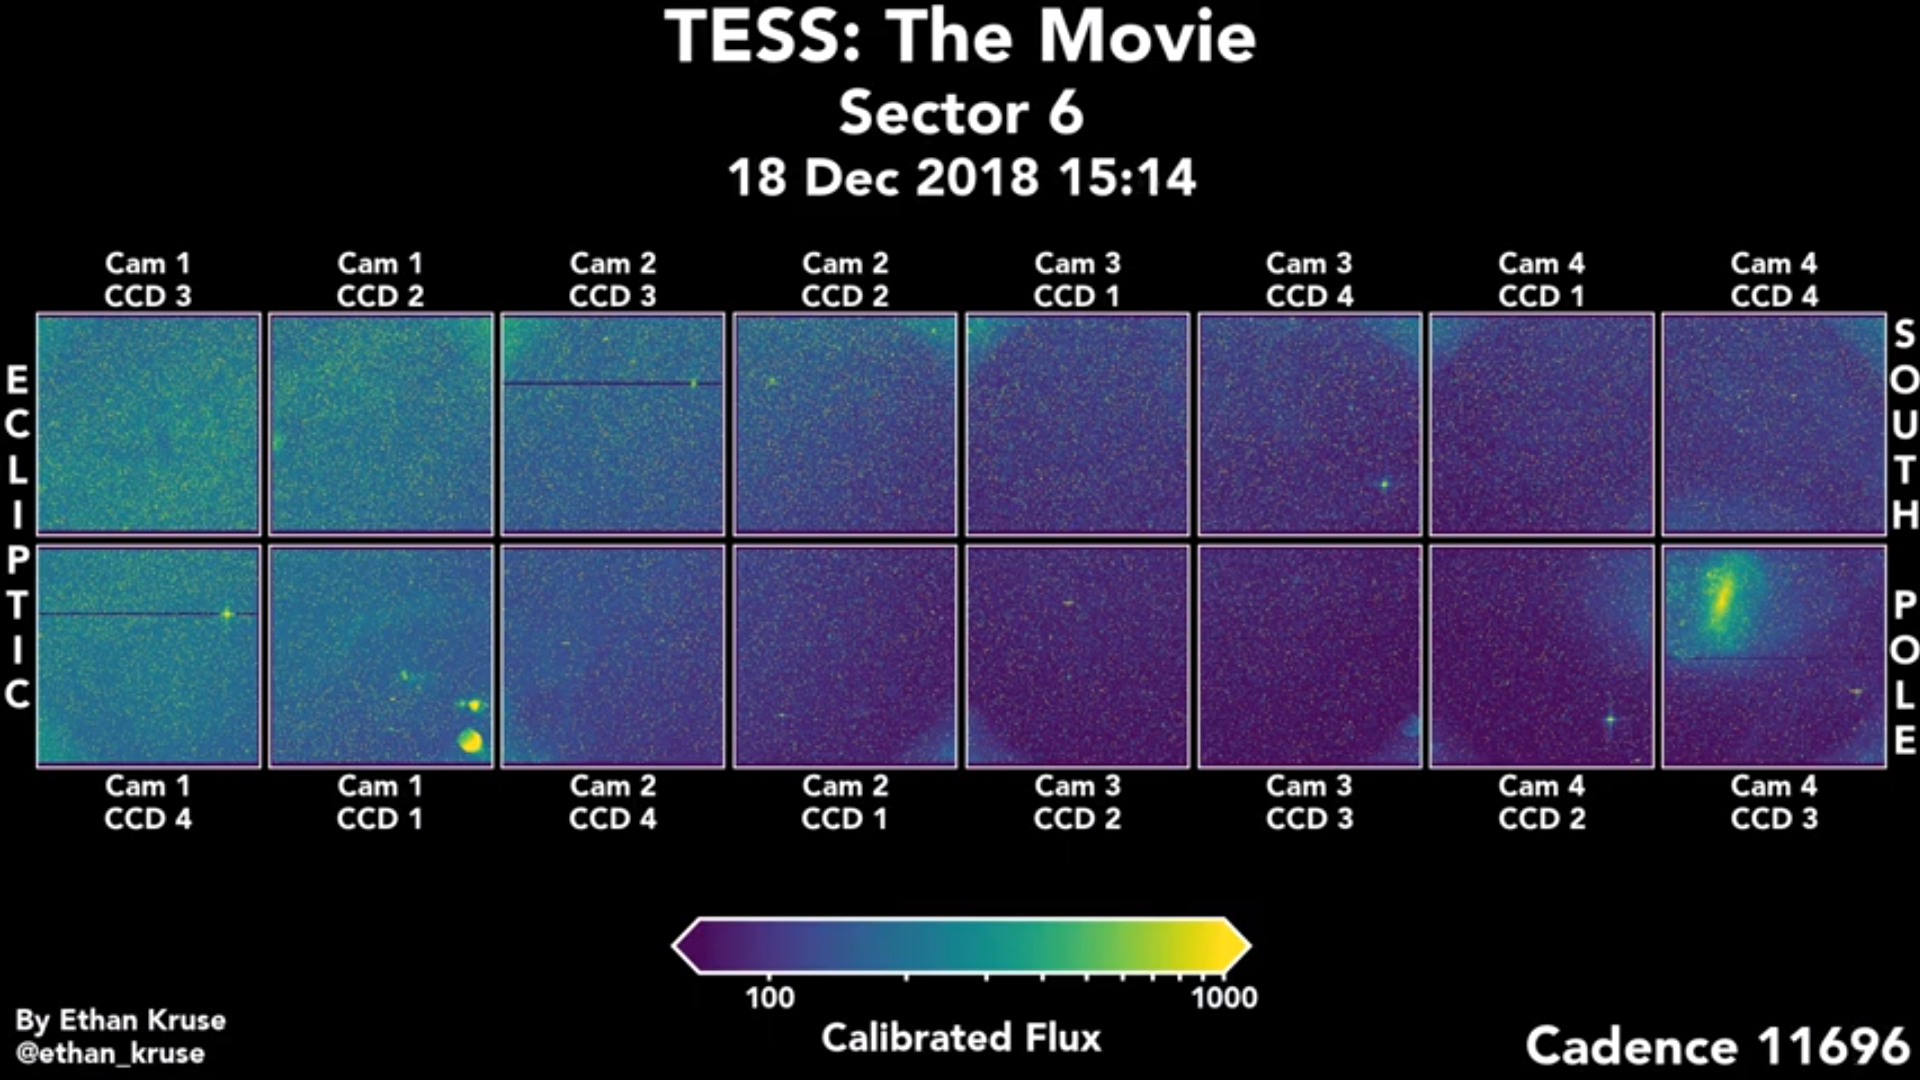 TESS: The Movie
Sector 6
18 Dec 2018 15:14
Cam 1 Cam 1 Cam 2 Cam 2 Cam 3 Cam 3 Cam 4 Cam 4
CCD 3 CCD 2 CCD 3 CCD 2 CCD 1 CCD 4 CCD 1 CCD 4
ECLIPTIC
SOUTH POLE
Cam 1 Cam 1 Cam 2 Cam 2 Cam 3 Cam 3 Cam 4 Cam 4
CCD 4 CCD 1 CCD 4 CCD 1 CCD 2 CCD 3 CCD 2 CCD 3
100 1000
Calibrated Flux
By Ethan Kruse
@ethan_kruse
Cadence 11696